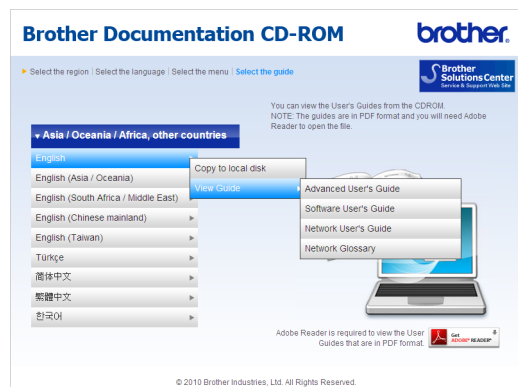 Brother Documentation CD-ROM
brother.
Select the region | Select the language | Select the menu | Select the guide
Brother
SolutionsCenter
Service & Support Web Site
You can view the User's Guides from the CDROM.
NOTE: The guides are in PDF format and you will need Adobe
Reader to open the file.
Asia / Oceania / Africa, other countries
English
English (Asia / Oceania)
English (South Africa / Middle East)
English (Chinese mainland)
English (Taiwan)
Türkçe
简体中文
繁體中文
한국어
Copy to local disk
View Guide
Advanced User's Guide
Software User's Guide
Network User's Guide
Network Glossary
Adobe Reader is required to view the User
Guides that are in PDF format.
Get
ADOBE® READER®
© 2010 Brother Industries, Ltd. All Rights Reserved.